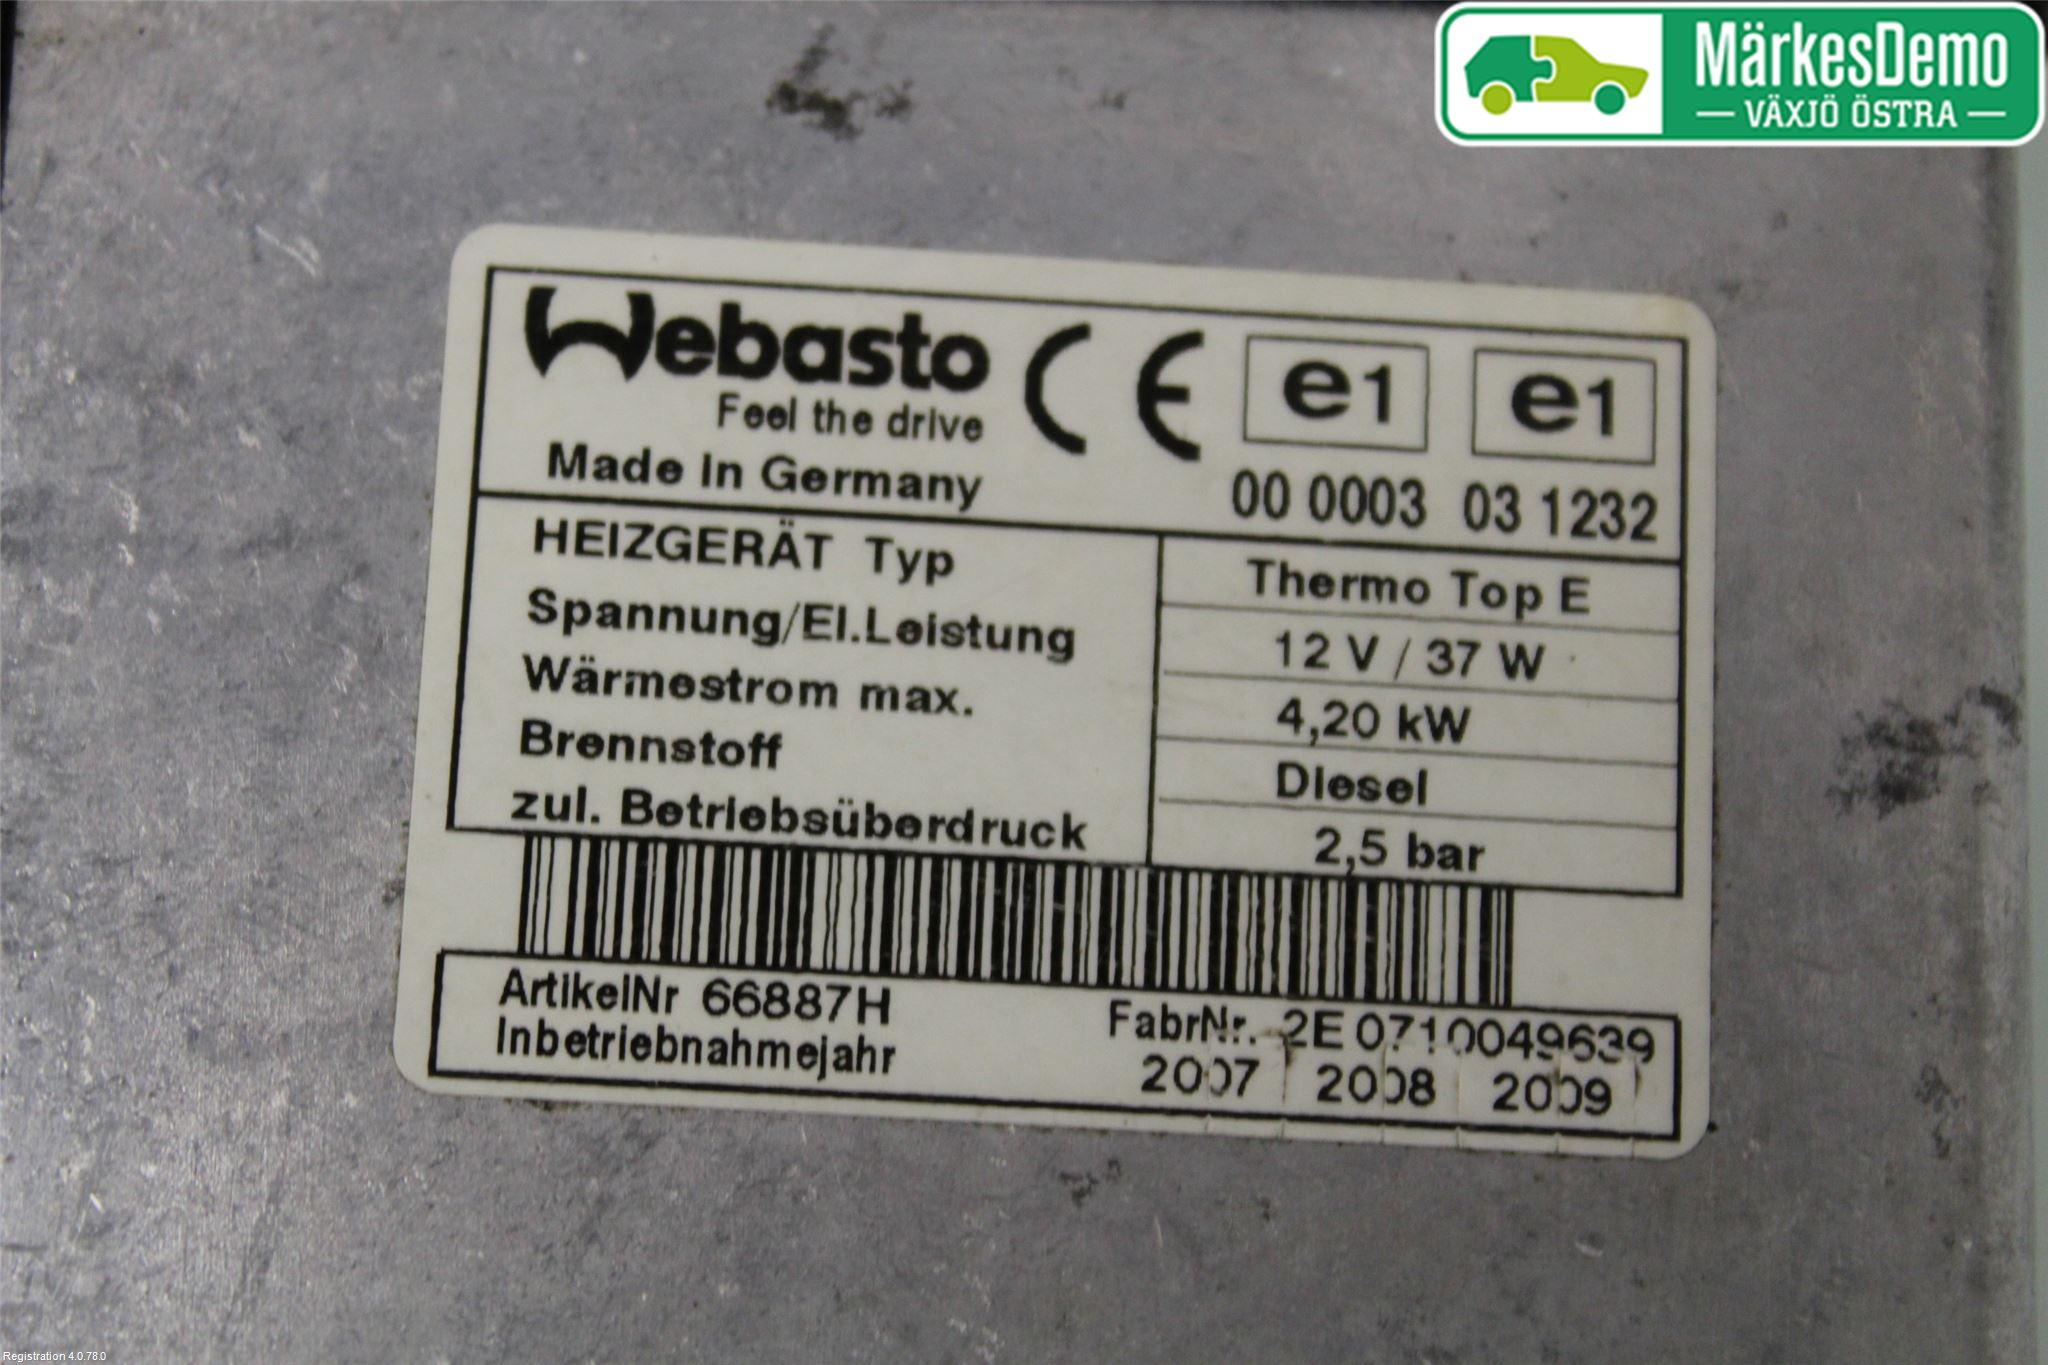 MärkesDemo
VÄXJÖ ÖSTRA
Webasto
Feel the drive
Made in Germany
CE e1 e1
00 0003 03 1232
HEIZGERÄT Typ Thermo Top E
Spannung/El.Leistung 12 V / 37 W
Wärmestrom max. 4,20 kW
Brennstoff Diesel
zul. Betriebsüberdruck 2,5 bar
ArtikelNr 66887H FabrNr. 2E0710049639
Inbetriebnahmejahr 2007 2008 2009
Registration 4.0.78.0